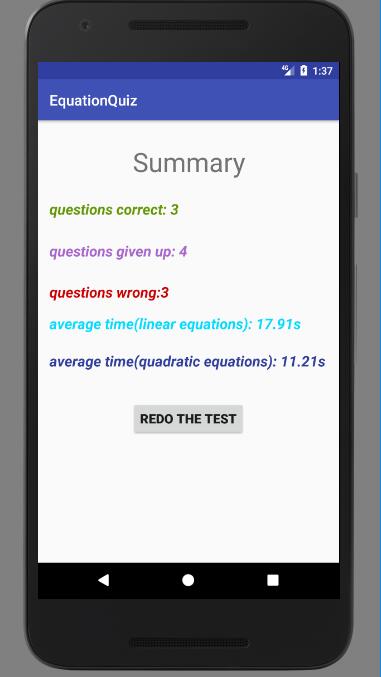 4G 1:37
EquationQuiz
Summary
questions correct: 3
questions given up: 4
questions wrong:3
average time(linear equations): 17.91s
average time(quadratic equations): 11.21s
REDO THE TEST